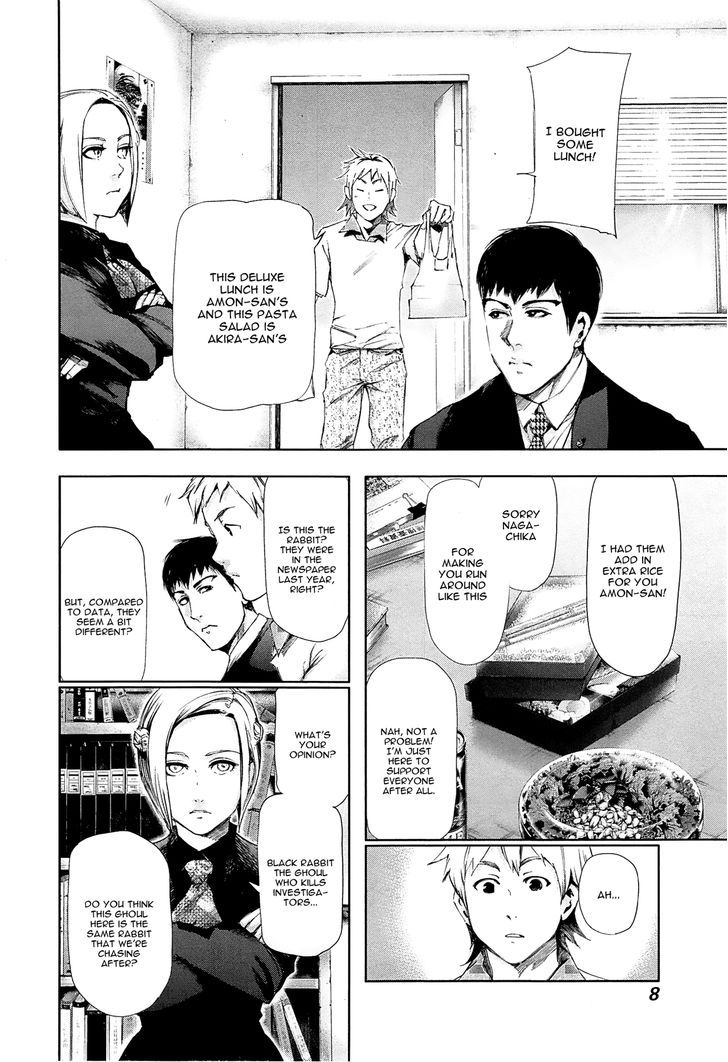 I BOUGHT
SOME
LUNCH!
THIS DELUXE
LUNCH IS
AMON-SAN'S
AND THIS PASTA
SALAD IS
AKIRA-SAN'S
I HAD THEM
ADD IN
EXTRA RICE
FOR YOU
AMON-SAN!
SORRY
NAGA-
CHIKA
FOR
MAKING
YOU RUN
AROUND
LIKE THIS
NAH, NOT A
PROBLEM!
I'M JUST
HERE TO
SUPPORT
EVERYONE
AFTER ALL.
AH...
IS THIS THE
RABBIT?
THEY WERE
IN THE
NEWSPAPER
LAST YEAR,
RIGHT?
BUT, COMPARED
TO DATA, THEY
SEEM A BIT
DIFFERENT?
WHAT'S
YOUR
OPINION?
BLACK RABBIT
THE GHOUL
WHO KILLS
INVESTIGA-
TORS...
DO YOU THINK
THIS GHOUL
HERE IS THE
SAME RABBIT
THAT WE'RE
CHASING
AFTER?
8